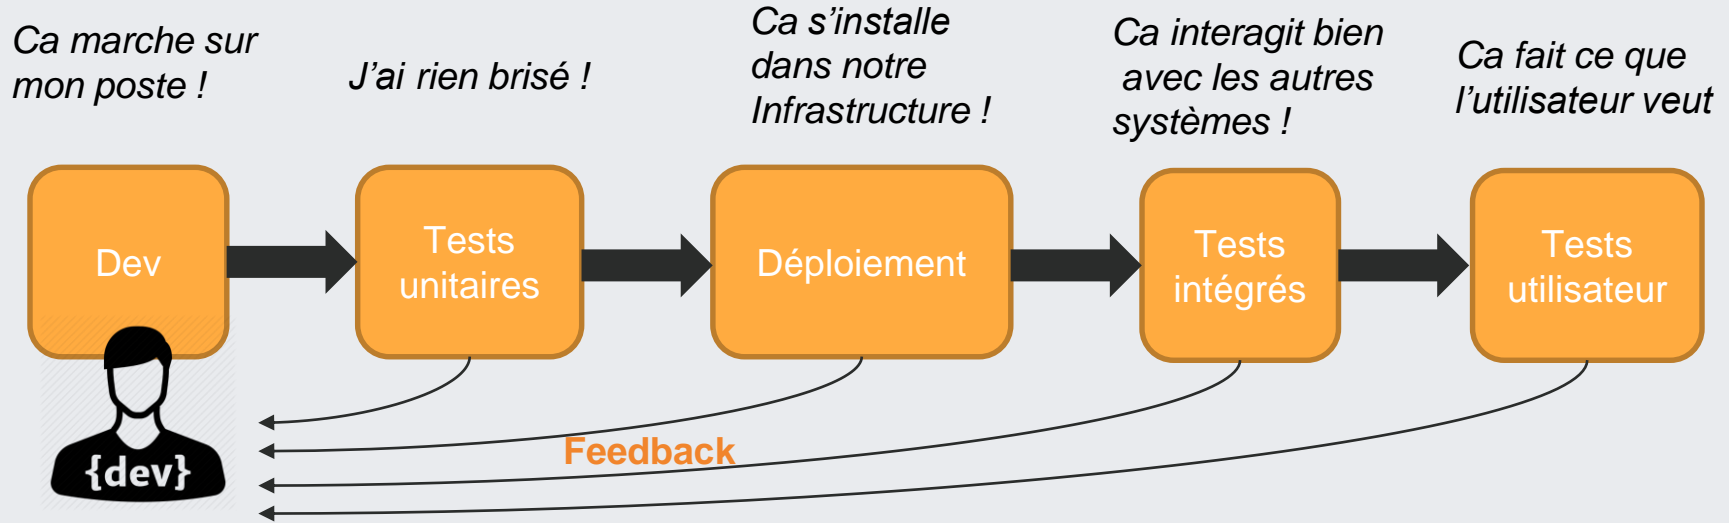 Ca marche sur
mon poste !
J'ai rien brisé !
Ca s'installe
dans notre
Infrastructure !
Ca interagit bien
avec les autres
systèmes !
Ca fait ce que
l'utilisateur veut
Dev
Tests
unitaires
Déploiement
Tests
intégrés
Tests
utilisateur
Feedback
{dev}